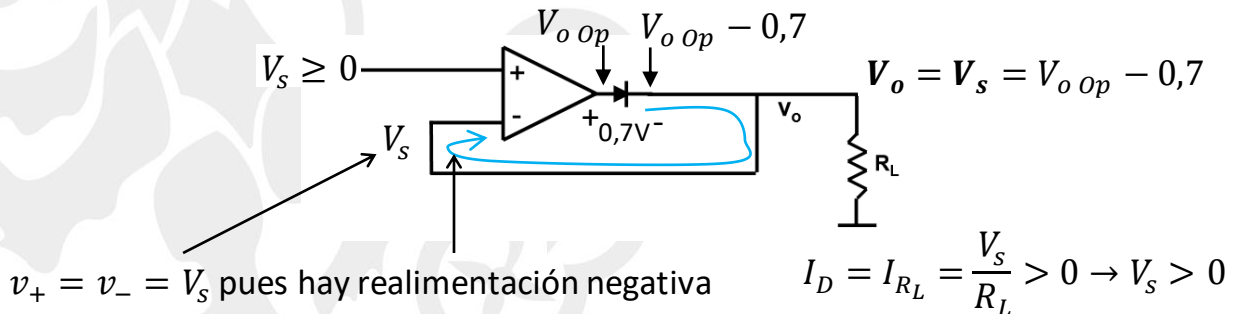 V_{o Op}  V_{o Op} − 0,7
V_s ≥ 0
+
-
+ 0,7V -
V_s
v_o
𝑽_𝒐 = 𝑽_𝒔 = V_{o Op} − 0,7
R_L
v_+ = v_− = V_s pues hay realimentación negativa
I_D = I_{R_L} = \frac{V_s}{R_L} > 0 → V_s > 0